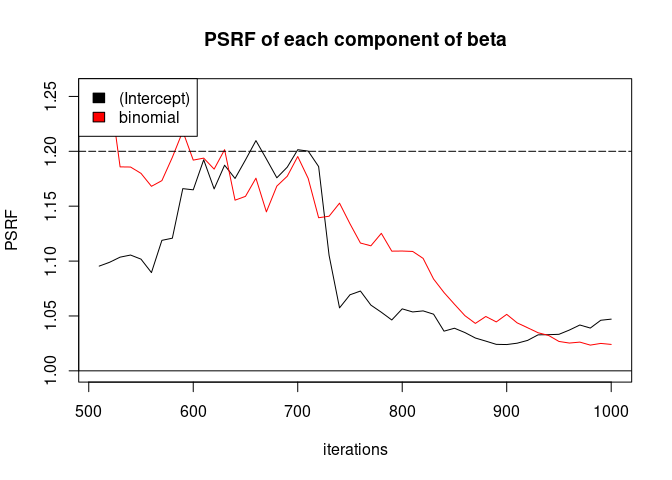 PSRF of each component of beta
(Intercept)
binomial
1.25
1.20
1.15
1.10
1.05
1.00
PSRF
500 600 700 800 900 1000
iterations